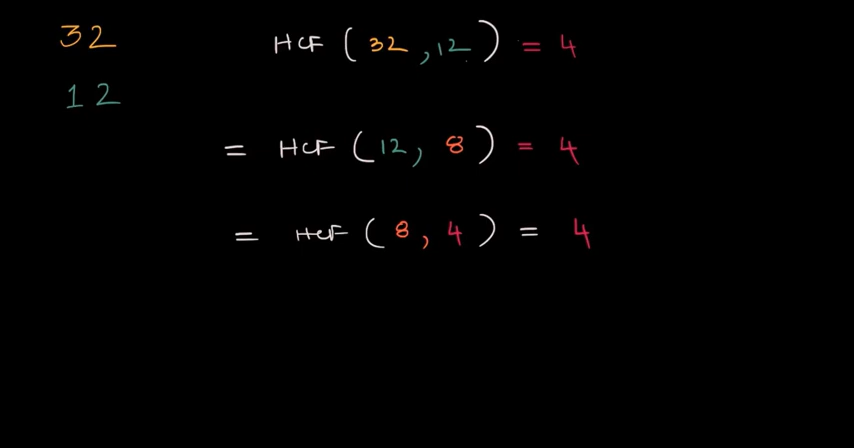 32
12
HCF (32, 12) = 4
= HCF (12, 8) = 4
= HCF (8, 4) = 4